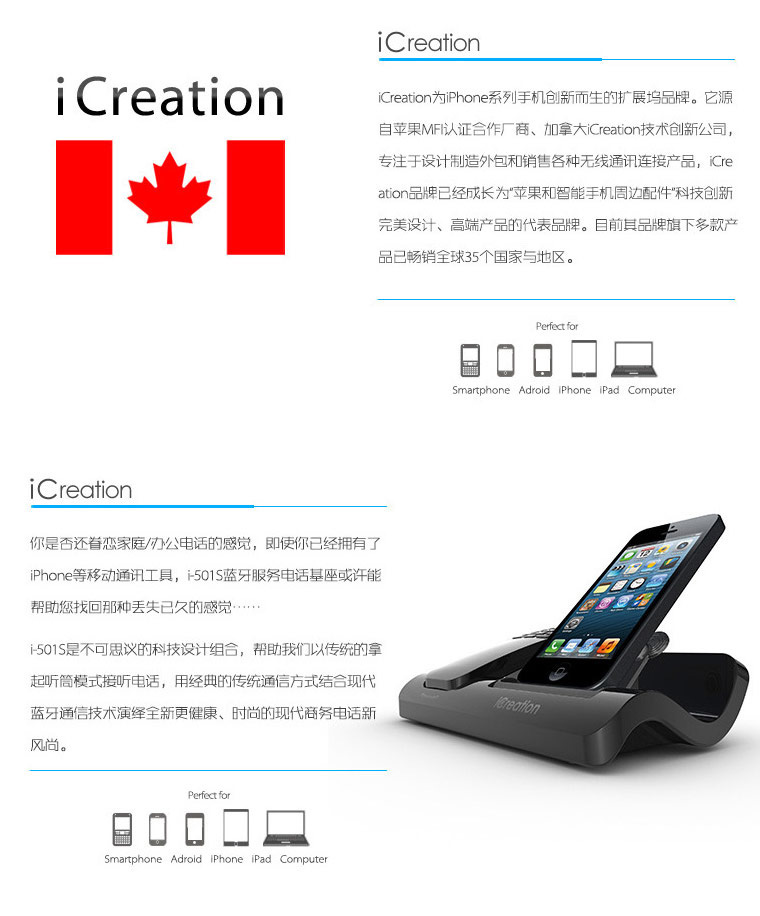 i Creation
iCreation
iCreation为iPhone系列手机创新而生的扩展坞品牌。它源
自苹果MFI认证合作厂商、加拿大iCreation技术创新公司，
专注于设计制造外包和销售各种无线通讯连接产品，iCre
ation品牌已经成长为“苹果和智能手机周边配件”科技创新
完美设计、高端产品的代表品牌。目前其品牌旗下多款产
品已畅销全球35个国家与地区。
Perfect for
Smartphone Adroid iPhone iPad Computer
iCreation
你是否还眷恋家庭/办公电话的感觉，即使你已经拥有了
iPhone等移动通讯工具，i-501S蓝牙服务电话基座或许能
帮助您找回那种丢失已久的感觉……
i-501S是不可思议的科技设计组合，帮助我们以传统的拿
起听筒模式接听电话，用经典的传统通信方式结合现代
蓝牙通信技术演绎全新更健康、时尚的现代商务电话新
风尚。
iCreation
Perfect for
Smartphone Adroid iPhone iPad Computer